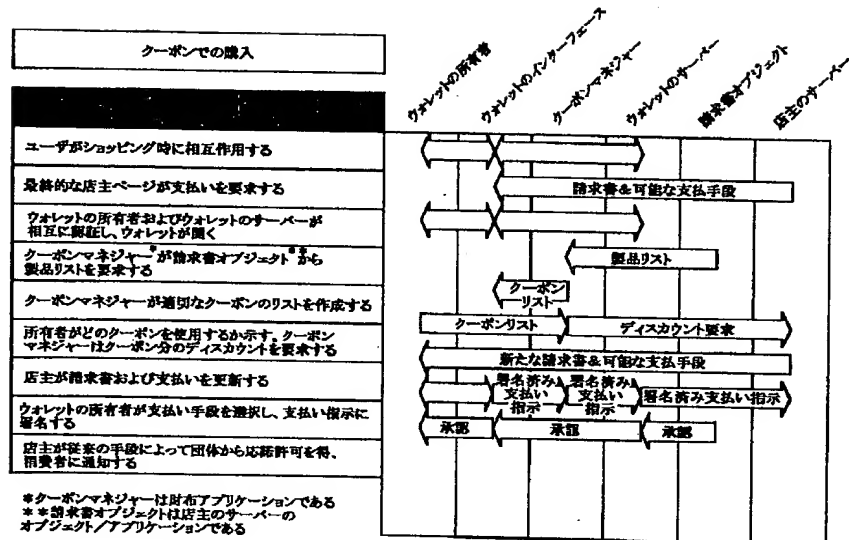 クーポンでの購入
ウォレットの所有者
ウォレットのインターフェース
クーポンマネジャー
ウォレットのサーバー
請求書オブジェクト
店主のサーバー
ユーザがショッピング時に相互作用する
最終的な店主ページが支払いを要求する
請求書&可能な支払手段
ウォレットの所有者およびウォレットのサーバーが
相互に認証し、ウォレットが開く
クーポンマネジャー*が請求書オブジェクト**から
製品リストを要求する
製品リスト
クーポンマネジャーが適切なクーポンのリストを作成する
クーポン
リスト
所有者がどのクーポンを使用するか示す。クーポン
マネジャーはクーポン分のディスカウントを要求する
クーポンリスト
ディスカウント要求
新たな請求書&可能な支払手段
店主が請求書および支払いを更新する
署名済み
支払い
指示
署名済み
支払い
指示
署名済み支払い指示
ウォレットの所有者が支払い手段を選択し、支払い指示に
署名する
承認
承認
承認
店主が従来の手段によって団体から応諾許可を得、
消費者に通知する
*クーポンマネジャーは財布アプリケーションである
**請求書オブジェクトは店主のサーバーの
オブジェクト/アプリケーションである